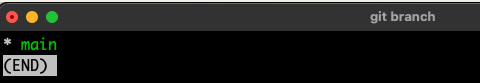 git branch
* main
(END)